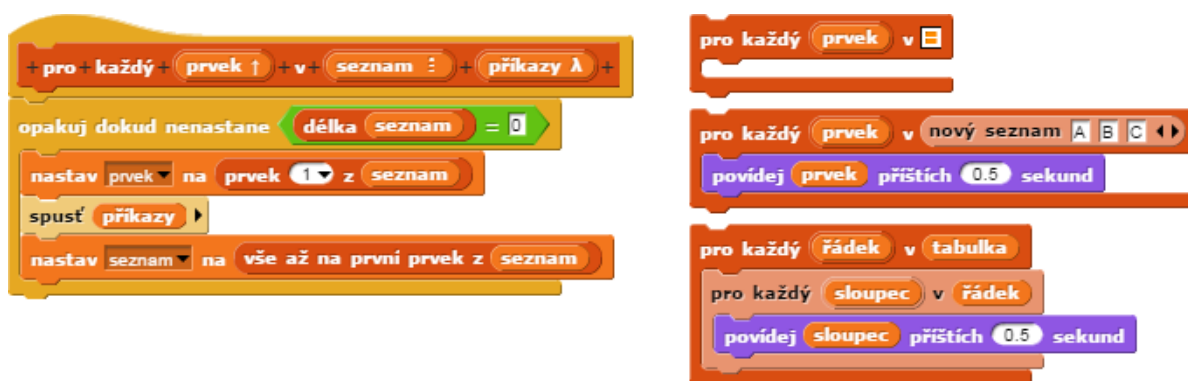 + pro + každý + prvek ↑ + v + seznam ⋮ + příkazy λ +
opakuj dokud nenastane délka seznam = 0
nastav prvek na prvek 1 z seznam
spusť příkazy
nastav seznam na vše až na první prvek z seznam
pro každý prvek v
pro každý prvek v nový seznam A B C
povídej prvek příštích 0.5 sekund
pro každý řádek v tabulka
pro každý sloupec v řádek
povídej sloupec příštích 0.5 sekund